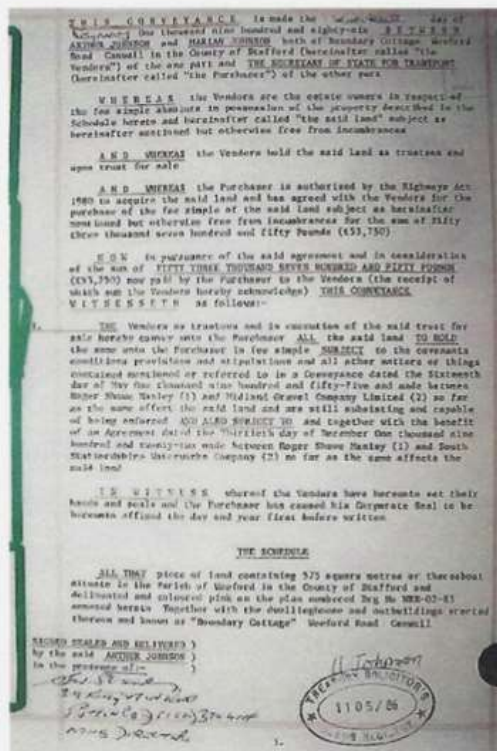 THIS CONVEYANCE is made the day of
One thousand nine hundred and eighty-six BETWEEN
ARTHUR JOHNSON and MARIAN JOHNSON both of Boundary Cottage Weeford
Road Canwell in the County of Stafford (hereinafter called "the
Vendors") of the one part and THE SECRETARY OF STATE FOR TRANSPORT
(hereinafter called "the Purchaser") of the other part
WHEREAS the Vendors are the estate owners in respect of
the fee simple absolute in possession of the property described in the
Schedule hereto and hereinafter called "the said land" subject as
hereinafter mentioned but otherwise free from incumbrances
AND WHEREAS the Vendors hold the said land as trustees and
upon trust for sale
AND WHEREAS the Purchaser is authorised by the Highways Act
1980 to acquire the said land and has agreed with the Vendors for the
purchase of the fee simple of the said land subject as hereinafter
mentioned but otherwise free from incumbrances for the sum of Fifty
three thousand seven hundred and fifty Pounds (£53,750)
NOW in pursuance of the said agreement and in consideration
of the sum of FIFTY THREE THOUSAND SEVEN HUNDRED AND FIFTY POUNDS
(£53,750) now paid by the Purchaser to the Vendors (the receipt of
which sum the Vendors hereby acknowledge) THIS CONVEYANCE
WITNESSETH as follows:-
1. THE Vendors as trustees and in execution of the said trust for
sale hereby convey unto the Purchaser ALL the said land TO HOLD
the same unto the Purchaser in fee simple SUBJECT to the covenants
conditions provisions and stipulations and all other matters or things
contained mentioned or referred to in a Conveyance dated the Sixteenth
day of May One thousand nine hundred and fifty-five and made between
Roger Shawe Manley (1) and Midland Gravel Company Limited (2) so far
as the same affect the said land and are still subsisting and capable
of being enforced AND ALSO SUBJECT TO and together with the benefit
of an Agreement dated the Thirtieth day of December One thousand nine
hundred and twenty-six made between Roger Shawe Manley (1) and South
Staffordshire Waterworks Company (2) so far as the same affects the
said land
IN WITNESS whereof the Vendors have hereunto set their
hands and seals and the Purchaser has caused his Corporate Seal to be
hereunto affixed the day and year first before written
THE SCHEDULE
ALL THAT piece of land containing 575 square metres or thereabout
situate in the Parish of Weeford in the County of Stafford and
delineated and coloured pink on the plan numbered Drg No
annexed hereto Together with the dwellinghouse and outbuildings erected
thereon and known as "Boundary Cottage" Weeford Road Canwell
SIGNED SEALED AND DELIVERED )
by the said ARTHUR JOHNSON )
in the presence of:- )
A Johnson
TREASURY SOLICITOR'S
11 05/86
1.